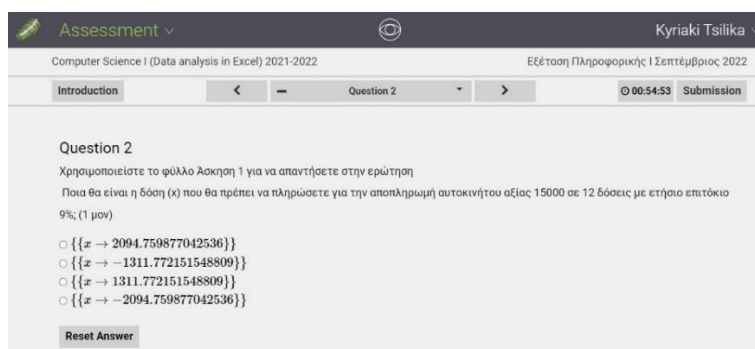 Assessment
Kyriaki Tsilika
Computer Science I (Data analysis in Excel) 2021-2022
Εξέταση Πληροφορικής Ι Σεπτέμβριος 2022
Introduction
Question 2
00:54:53
Submission
Question 2
Χρησιμοποιείστε το φύλλο Άσκηση 1 για να απαντήσετε στην ερώτηση
Ποια θα είναι η δόση (x) που θα πρέπει να πληρώσετε για την αποπληρωμή αυτοκινήτου αξίας 15000 σε 12 δόσεις με ετήσιο επιτόκιο
9%; (1 μον)
{{x → 2094.759877042536}}
{{x → −1311.772151548809}}
{{x → 1311.772151548809}}
{{x → −2094.759877042536}}
Reset Answer